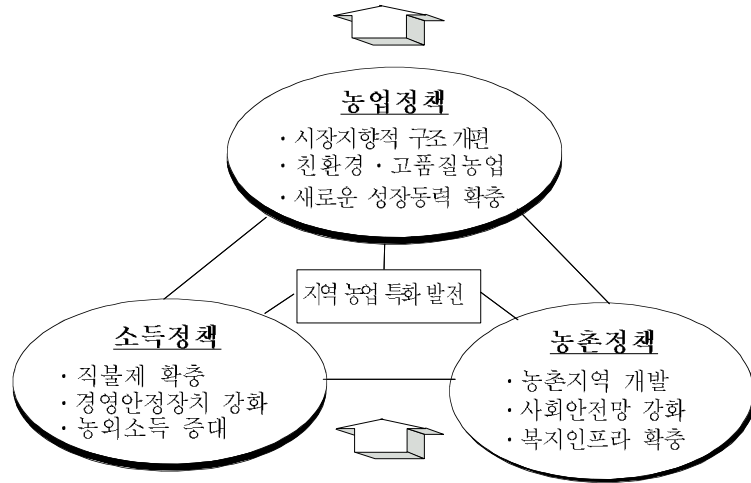 농업정책
· 시장지향적 구조 개편
· 친환경 · 고품질농업
· 새로운 성장동력 확충
지역 농업 특화 발전
소득정책
· 직불제 확충
· 경영안정장치 강화
· 농외소득 증대
농촌정책
· 농촌지역 개발
· 사회안전망 강화
· 복지인프라 확충